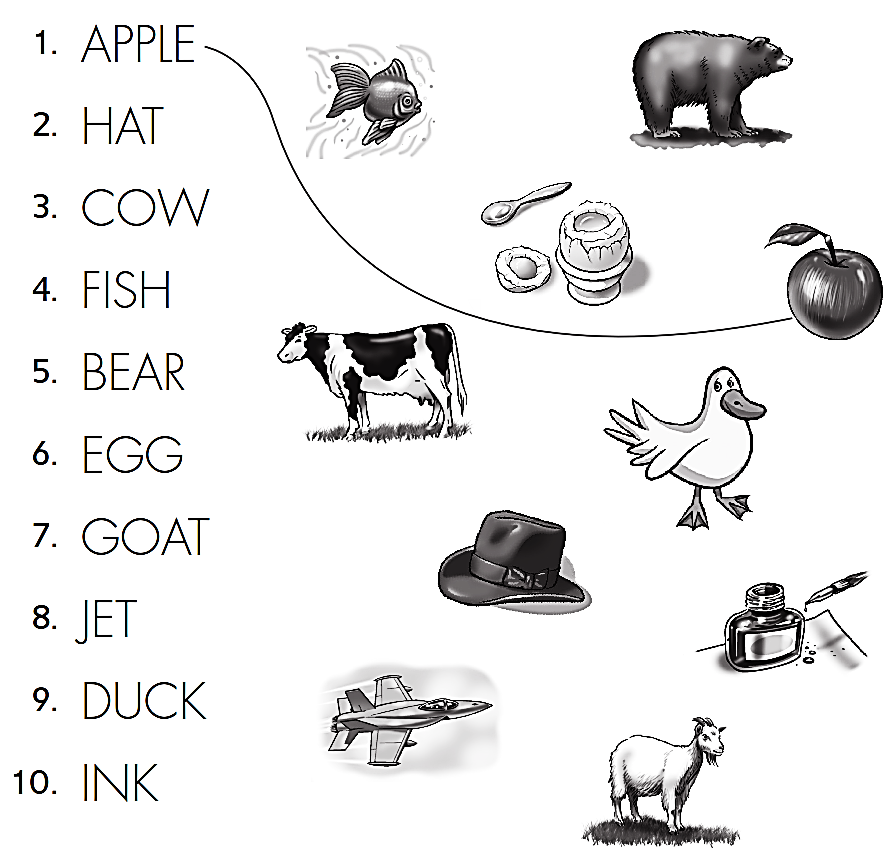 1. APPLE
2. HAT
3. COW
4. FISH
5. BEAR
6. EGG
7. GOAT
8. JET
9. DUCK
10. INK